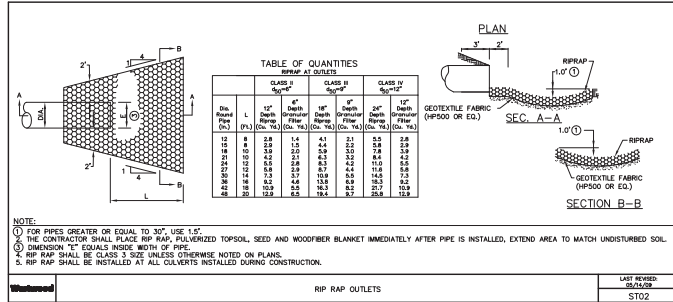 PLAN
3' 2'
RIPRAP
1.0' ①
GEOTEXTILE FABRIC
(HP500 OR EQ.)
SEC. A-A
1.0' ①
RIPRAP
GEOTEXTILE FABRIC
(HP500 OR EQ.)
SECTION B-B
B
4
1
2'
A
DIA.
E
③
A
2'
1
4
B
L
TABLE OF QUANTITIES
RIPRAP AT OUTLETS
CLASS II CLASS III CLASS IV
d50=6" d50=9" d50=12"
Dia. Round Pipe (in.) L (Ft.) 12" Depth Riprap (Cu. Yd.) 6" Depth Granular Filter (Cu. Yd.) 18" Depth Riprap (Cu. Yd.) 9" Depth Granular Filter (Cu. Yd.) 24" Depth Riprap (Cu. Yd.) 12" Depth Granular Filter (Cu. Yd.)
12 8 2.8 1.4 4.1 2.1 5.5 2.8
15 8 2.9 1.5 4.4 2.2 5.8 2.9
18 10 3.9 2.0 5.9 3.0 7.8 3.9
21 10 4.2 2.1 6.3 3.2 8.4 4.2
24 12 5.5 2.8 8.3 4.2 11.0 5.5
27 12 5.8 2.9 8.7 4.4 11.6 5.8
30 14 7.3 3.7 10.9 5.5 14.5 7.3
36 16 9.2 4.6 13.8 6.9 18.3 9.2
42 18 10.9 5.5 16.3 8.2 21.7 10.9
48 20 12.9 6.5 19.4 9.7 25.8 12.9
NOTE:
① FOR PIPES GREATER OR EQUAL TO 30", USE 1.5'.
2. THE CONTRACTOR SHALL PLACE RIP RAP, PULVERIZED TOPSOIL, SEED AND WOODFIBER BLANKET IMMEDIATELY AFTER PIPE IS INSTALLED, EXTEND AREA TO MATCH UNDISTURBED SOIL.
③ DIMENSION "E" EQUALS INSIDE WIDTH OF PIPE.
4. RIP RAP SHALL BE CLASS 3 SIZE UNLESS OTHERWISE NOTED ON PLANS.
5. RIP RAP SHALL BE INSTALLED AT ALL CULVERTS INSTALLED DURING CONSTRUCTION.
Westwood
RIP RAP OUTLETS
LAST REVISED:
05/14/09
ST02